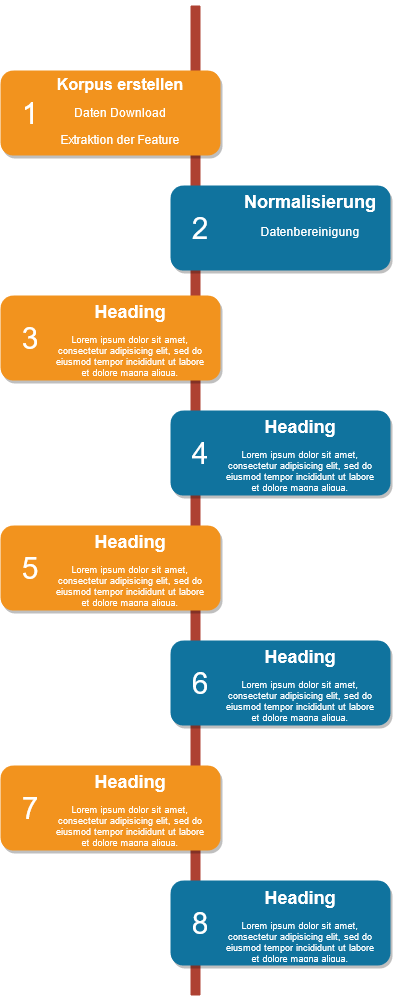 Korpus erstellen
1
Daten Download
Extraktion der Feature
Normalisierung
2
Datenbereinigung
Heading
3
Lorem ipsum dolor sit amet,
consectetur adipisicing elit, sed do
eiusmod tempor incididunt ut labore
et dolore magna aliqua.
Heading
4
Lorem ipsum dolor sit amet,
consectetur adipisicing elit, sed do
eiusmod tempor incididunt ut labore
et dolore magna aliqua.
Heading
5
Lorem ipsum dolor sit amet,
consectetur adipisicing elit, sed do
eiusmod tempor incididunt ut labore
et dolore magna aliqua.
Heading
6
Lorem ipsum dolor sit amet,
consectetur adipisicing elit, sed do
eiusmod tempor incididunt ut labore
et dolore magna aliqua.
Heading
7
Lorem ipsum dolor sit amet,
consectetur adipisicing elit, sed do
eiusmod tempor incididunt ut labore
et dolore magna aliqua.
Heading
8
Lorem ipsum dolor sit amet,
consectetur adipisicing elit, sed do
eiusmod tempor incididunt ut labore
et dolore magna aliqua.